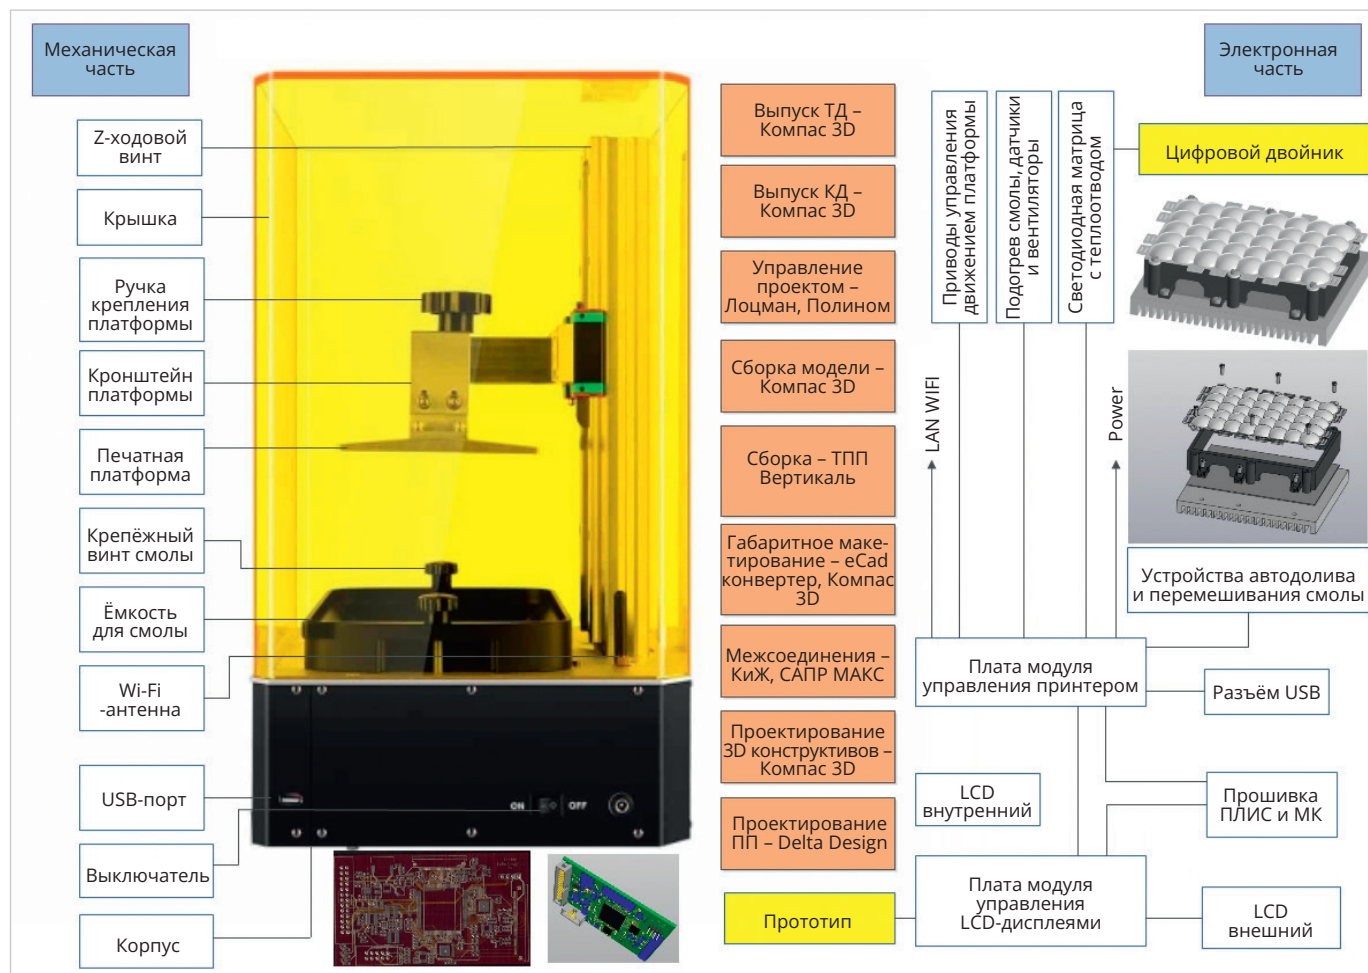 Механическая
часть
Z-ходовой
винт
Крышка
Ручка
крепления
платформы
Кронштейн
платформы
Печатная
платформа
Крепёжный
винт смолы
Ёмкость
для смолы
Wi-Fi
-антенна
USB-порт
Выключатель
Корпус
ON
OFF
Выпуск ТД –
Компас 3D
Выпуск КД –
Компас 3D
Управление
проектом –
Лоцман, Полином
Сборка модели –
Компас 3D
Сборка – ТПП
Вертикаль
Габаритное маке-
тирование – eCad
конвертер, Компас
3D
Межсоединения –
КиЖ, САПР МАКС
Проектирование
3D конструктивов –
Компас 3D
Проектирование
ПП – Delta Design
Прототип
Электронная
часть
Приводы управления
движением платформы
Подогрев смолы, датчики
и вентиляторы
Светодиодная матрица
с теплоотводом
Цифровой двойник
LAN WIFI
Power
Устройства автодолива
и перемешивания смолы
Плата модуля
управления принтером
Разъём USB
LCD
внутренний
Прошивка
ПЛИС и МК
Плата модуля
управления
LCD-дисплеями
LCD
внешний